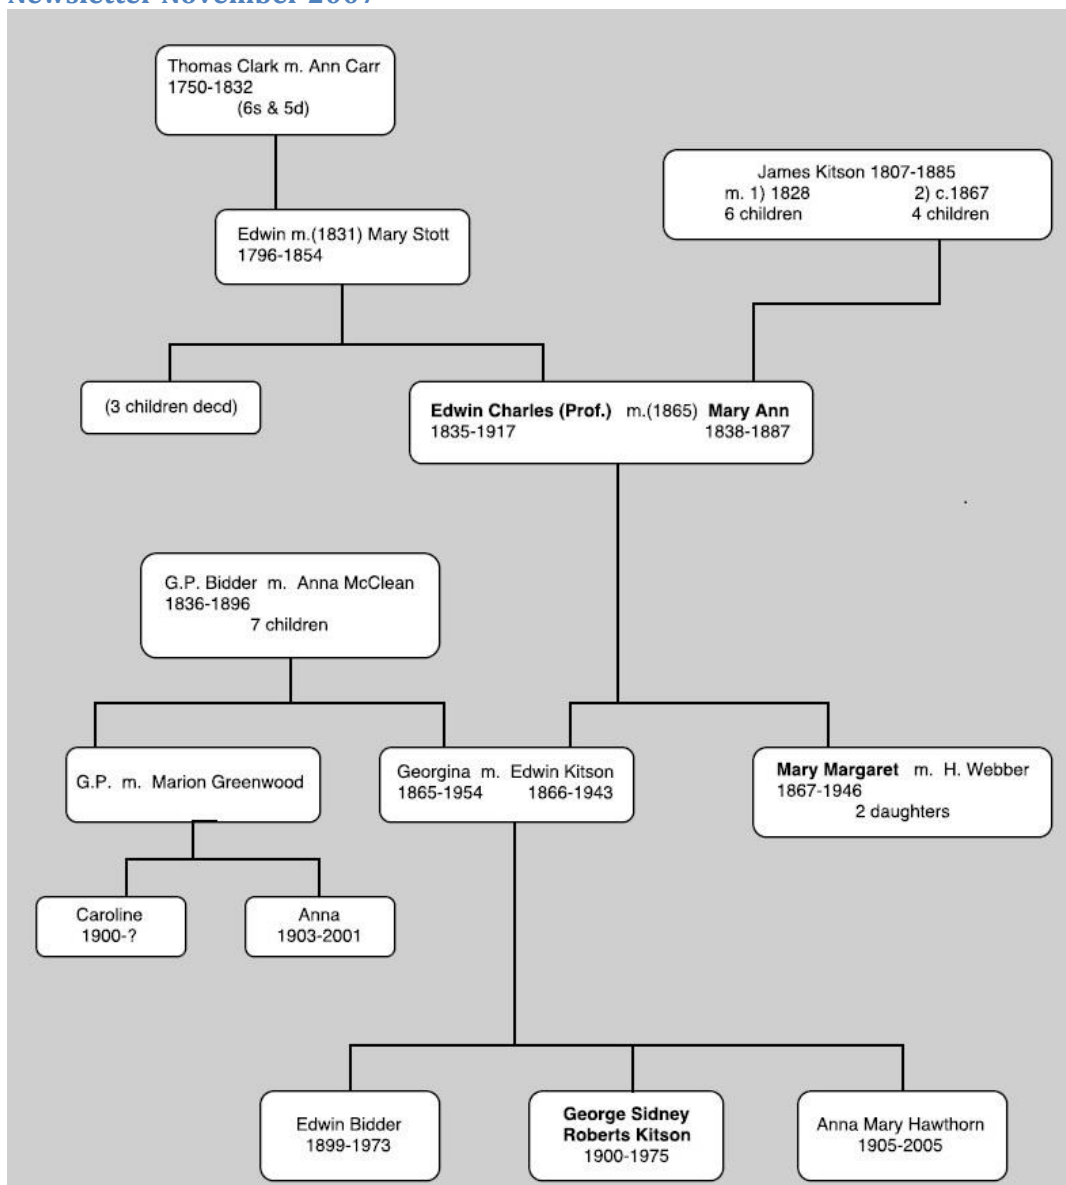 Newsletter November 2007
Thomas Clark m. Ann Carr
1750-1832
(6s & 5d)
James Kitson 1807-1885
m. 1) 1828 2) c.1867
6 children 4 children
Edwin m.(1831) Mary Stott
1796-1854
(3 children decd)
Edwin Charles (Prof.) m.(1865) Mary Ann
1835-1917 1838-1887
G.P. Bidder m. Anna McClean
1836-1896
7 children
G.P. m. Marion Greenwood
Georgina m. Edwin Kitson
1865-1954 1866-1943
Mary Margaret m. H. Webber
1867-1946
2 daughters
Caroline
1900-?
Anna
1903-2001
Edwin Bidder
1899-1973
George Sidney
Roberts Kitson
1900-1975
Anna Mary Hawthorn
1905-2005